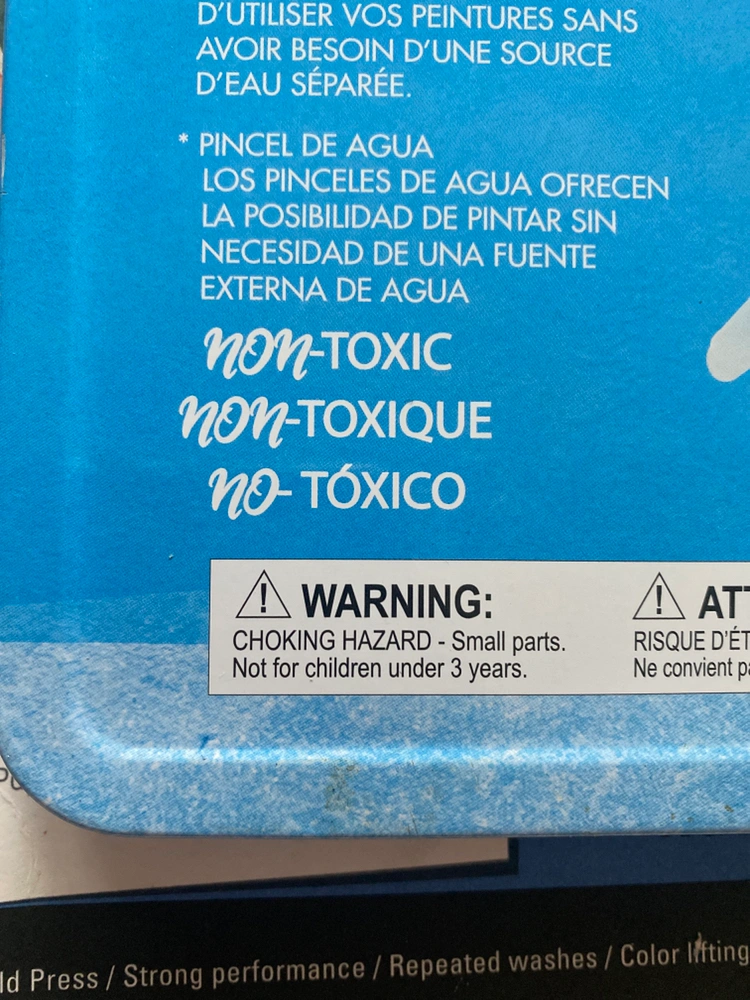 D'UTILISER VOS PEINTURES SANS
AVOIR BESOIN D'UNE SOURCE
D'EAU SÉPARÉE.
* PINCEL DE AGUA
LOS PINCELES DE AGUA OFRECEN
LA POSIBILIDAD DE PINTAR SIN
NECESIDAD DE UNA FUENTE
EXTERNA DE AGUA
non-TOXIC
non-TOXIQUE
no- TÓXICO
WARNING:
CHOKING HAZARD - Small parts.
Not for children under 3 years.
RISQUE
Ne convient
Press / Strong performance / Repeated washes / Color lifting